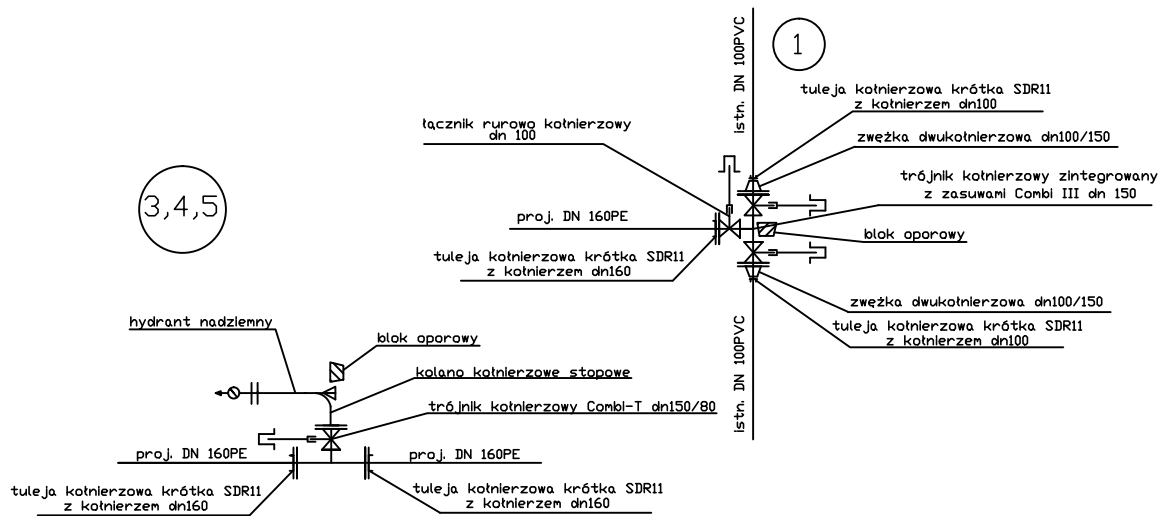 istn. DN 100PVC
1
tuleja kołnierzowa krótka SDR11
z kołnierzem dn100
łącznik rurowo kołnierzowy
dn 100
zwężka dwukołnierzowa dn100/150
trójnik kołnierzowy zintegrowany
z zasuwami Combi III dn 150
3,4,5
proj. DN 160PE
blok oporowy
tuleja kołnierzowa krótka SDR11
z kołnierzem dn160
zwężka dwukołnierzowa dn100/150
tuleja kołnierzowa krótka SDR11
z kołnierzem dn100
istn. DN 100PVC
hydrant nadziemny
blok oporowy
kolano kołnierzowe stopowe
trójnik kołnierzowy Combi-T dn150/80
proj. DN 160PE
proj. DN 160PE
tuleja kołnierzowa krótka SDR11
z kołnierzem dn160
tuleja kołnierzowa krótka SDR11
z kołnierzem dn160